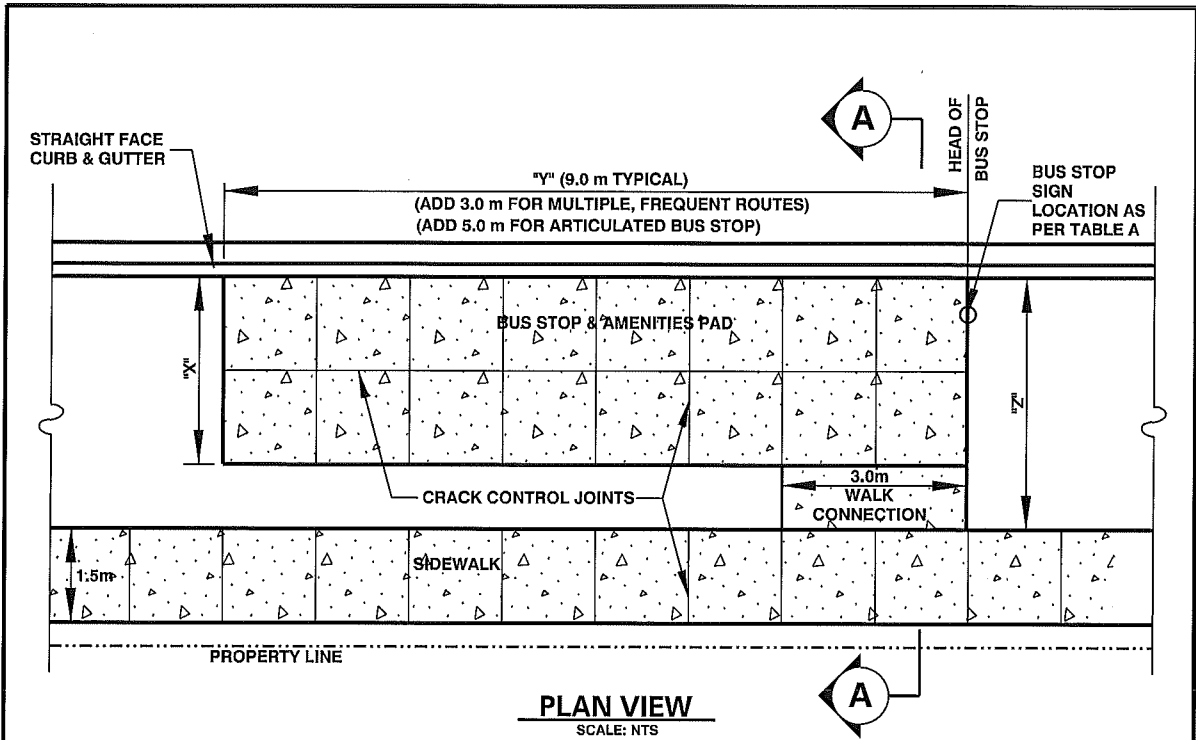 A
STRAIGHT FACE
CURB & GUTTER
HEAD OF
BUS STOP
"Y" (9.0 m TYPICAL)
(ADD 3.0 m FOR MULTIPLE, FREQUENT ROUTES)
(ADD 5.0 m FOR ARTICULATED BUS STOP)
BUS STOP
SIGN
LOCATION AS
PER TABLE A
BUS STOP & AMENITIES PAD
"X"
"Z"
3.0m
WALK
CONNECTION
CRACK CONTROL JOINTS
SIDEWALK
1.5m
PROPERTY LINE
A
PLAN VIEW
SCALE: NTS